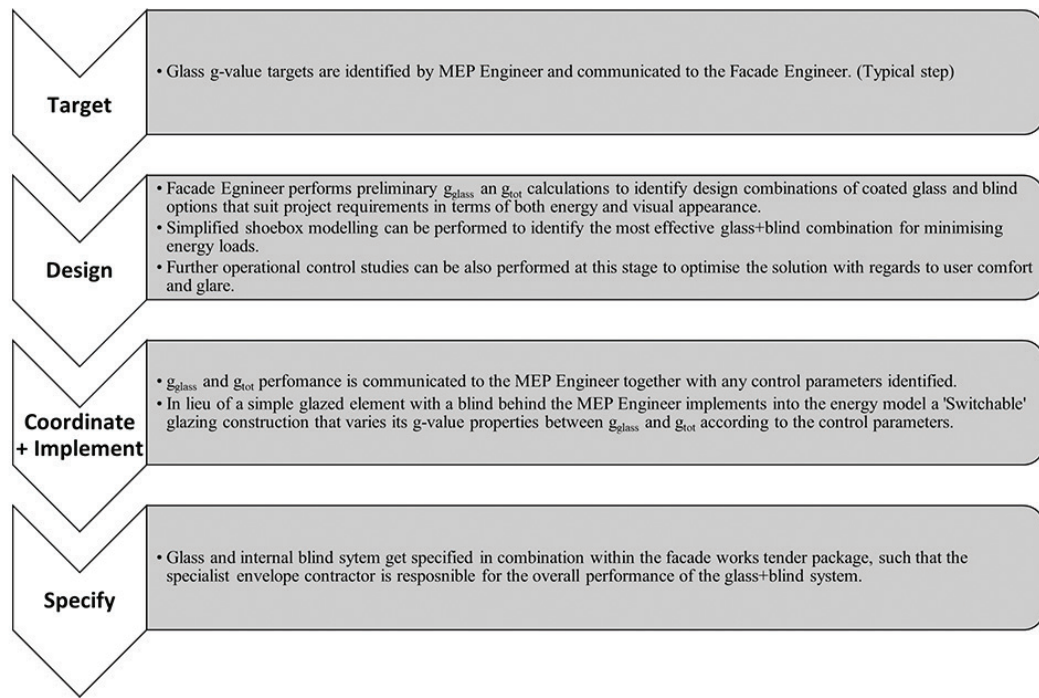 Target
• Glass g-value targets are identified by MEP Engineer and communicated to the Facade Engineer. (Typical step)
Design
• Facade Egnineer performs preliminary gglass an gtot calculations to identify design combinations of coated glass and blind
options that suit project requirements in terms of both energy and visual appearance.
• Simplified shoebox modelling can be performed to identify the most effective glass+blind combination for minimising
energy loads.
• Further operational control studies can be also performed at this stage to optimise the solution with regards to user comfort
and glare.
Coordinate
+ Implement
• gglass and gtot perfomance is communicated to the MEP Engineer together with any control parameters identified.
• In lieu of a simple glazed element with a blind behind the MEP Engineer implements into the energy model a 'Switchable'
glazing construction that varies its g-value properties between gglass and gtot according to the control parameters.
Specify
• Glass and internal blind sytem get specified in combination within the facade works tender package, such that the
specialist envelope contractor is resposnible for the overall performance of the glass+blind system.